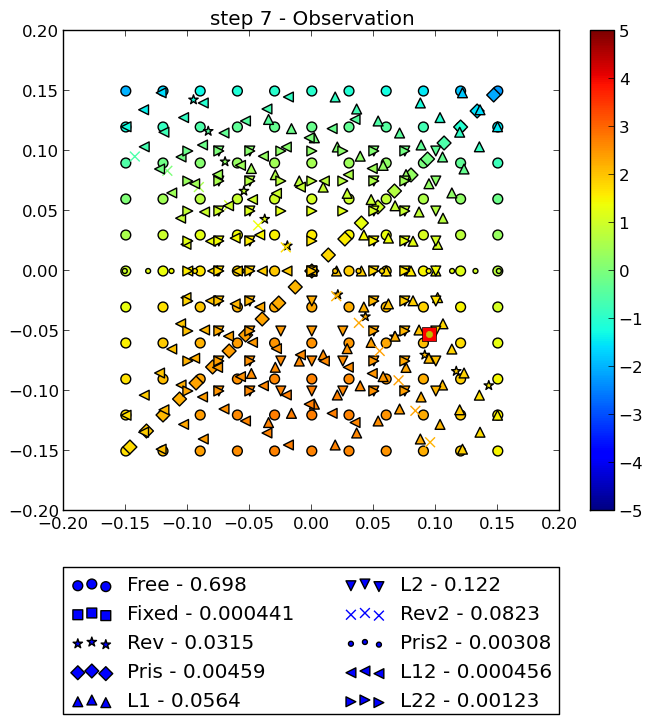 step 7 - Observation
0.20
0.15
0.10
0.05
0.00
−0.05
−0.10
−0.15
−0.20
−0.20 −0.15 −0.10 −0.05 0.00 0.05 0.10 0.15 0.20
5
4
3
2
1
0
−1
−2
−3
−4
−5
Free - 0.698
Fixed - 0.000441
Rev - 0.0315
Pris - 0.00459
L1 - 0.0564
L2 - 0.122
Rev2 - 0.0823
Pris2 - 0.00308
L12 - 0.000456
L22 - 0.00123